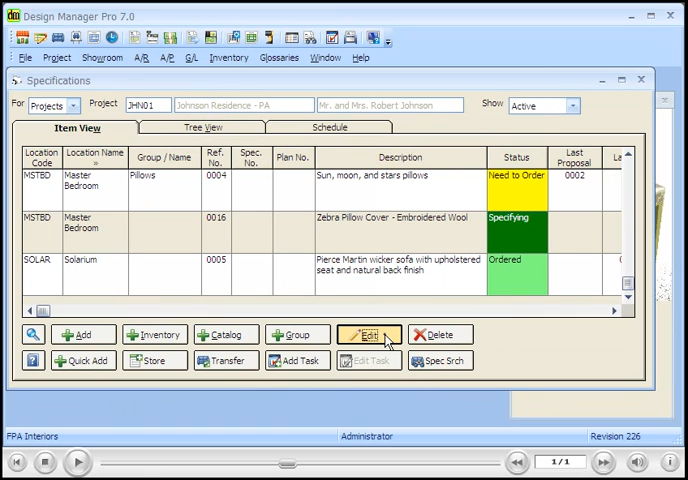 Design Manager Pro 7.0
File Project Showroom A/R A/P G/L Inventory Glossaries Window Help
Specifications
For Projects Project JHN01 Johnson Residence - PA Mr. and Mrs. Robert Johnson Show Active
Item View Tree View Schedule
Location Code Location Name » Group / Name Ref. No. Spec. No. Plan No. Description Status Last Proposal
MSTBD Master Bedroom Pillows 0004 Sun, moon, and stars pillows Need to Order 0002
MSTBD Master Bedroom 0016 Zebra Pillow Cover - Embroidered Wool Specifying
SOLAR Solarium 0005 Pierce Martin wicker sofa with upholstered seat and natural back finish Ordered
Add Inventory Catalog Group Edit Delete
Quick Add Store Transfer Add Task Edit Task Spec Srch
FPA Interiors Administrator Revision 226
1/1